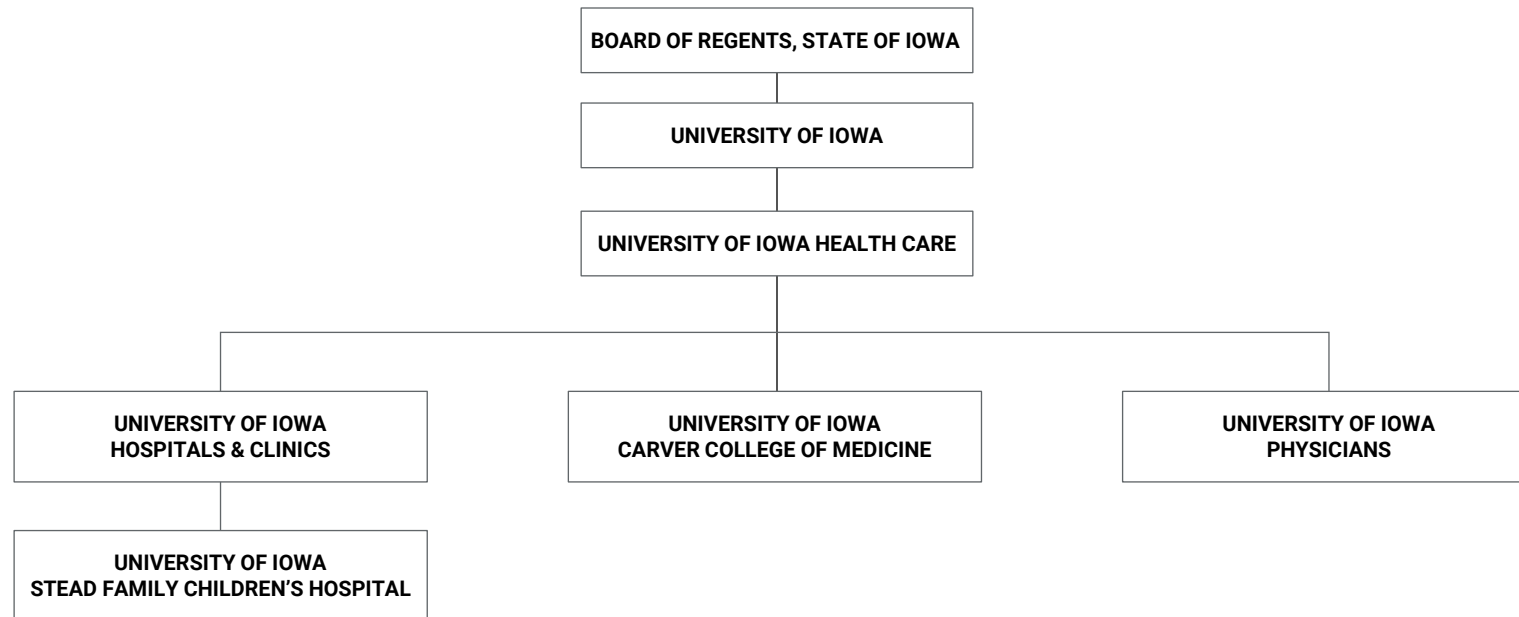 BOARD OF REGENTS, STATE OF IOWA
UNIVERSITY OF IOWA
UNIVERSITY OF IOWA HEALTH CARE
UNIVERSITY OF IOWA
HOSPITALS & CLINICS
UNIVERSITY OF IOWA
CARVER COLLEGE OF MEDICINE
UNIVERSITY OF IOWA
PHYSICIANS
UNIVERSITY OF IOWA
STEAD FAMILY CHILDREN’S HOSPITAL